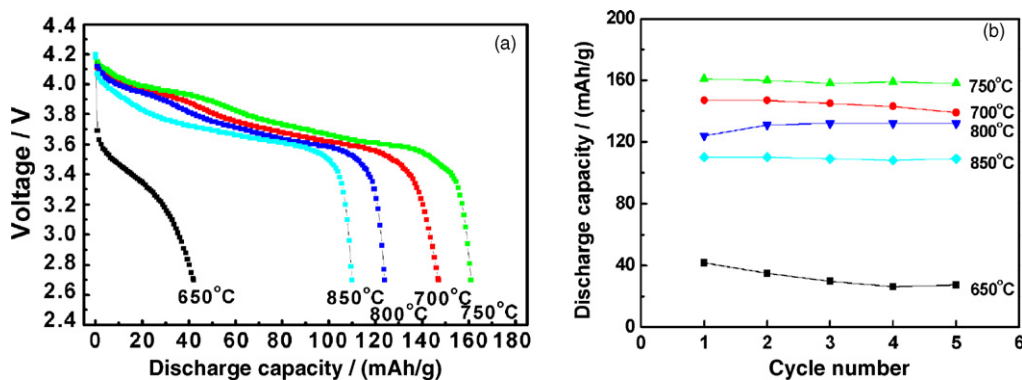 (a)
Voltage / V
4.4
4.2
4.0
3.8
3.6
3.4
3.2
3.0
2.8
2.6
2.4
650°C
850°C
800°C
700°C
750°C
0 20 40 60 80 100 120 140 160 180
Discharge capacity / (mAh/g)
(b)
Discharge capacity / (mAh/g)
200
160
120
80
40
0
750°C
700°C
800°C
850°C
650°C
0 1 2 3 4 5 6
Cycle number